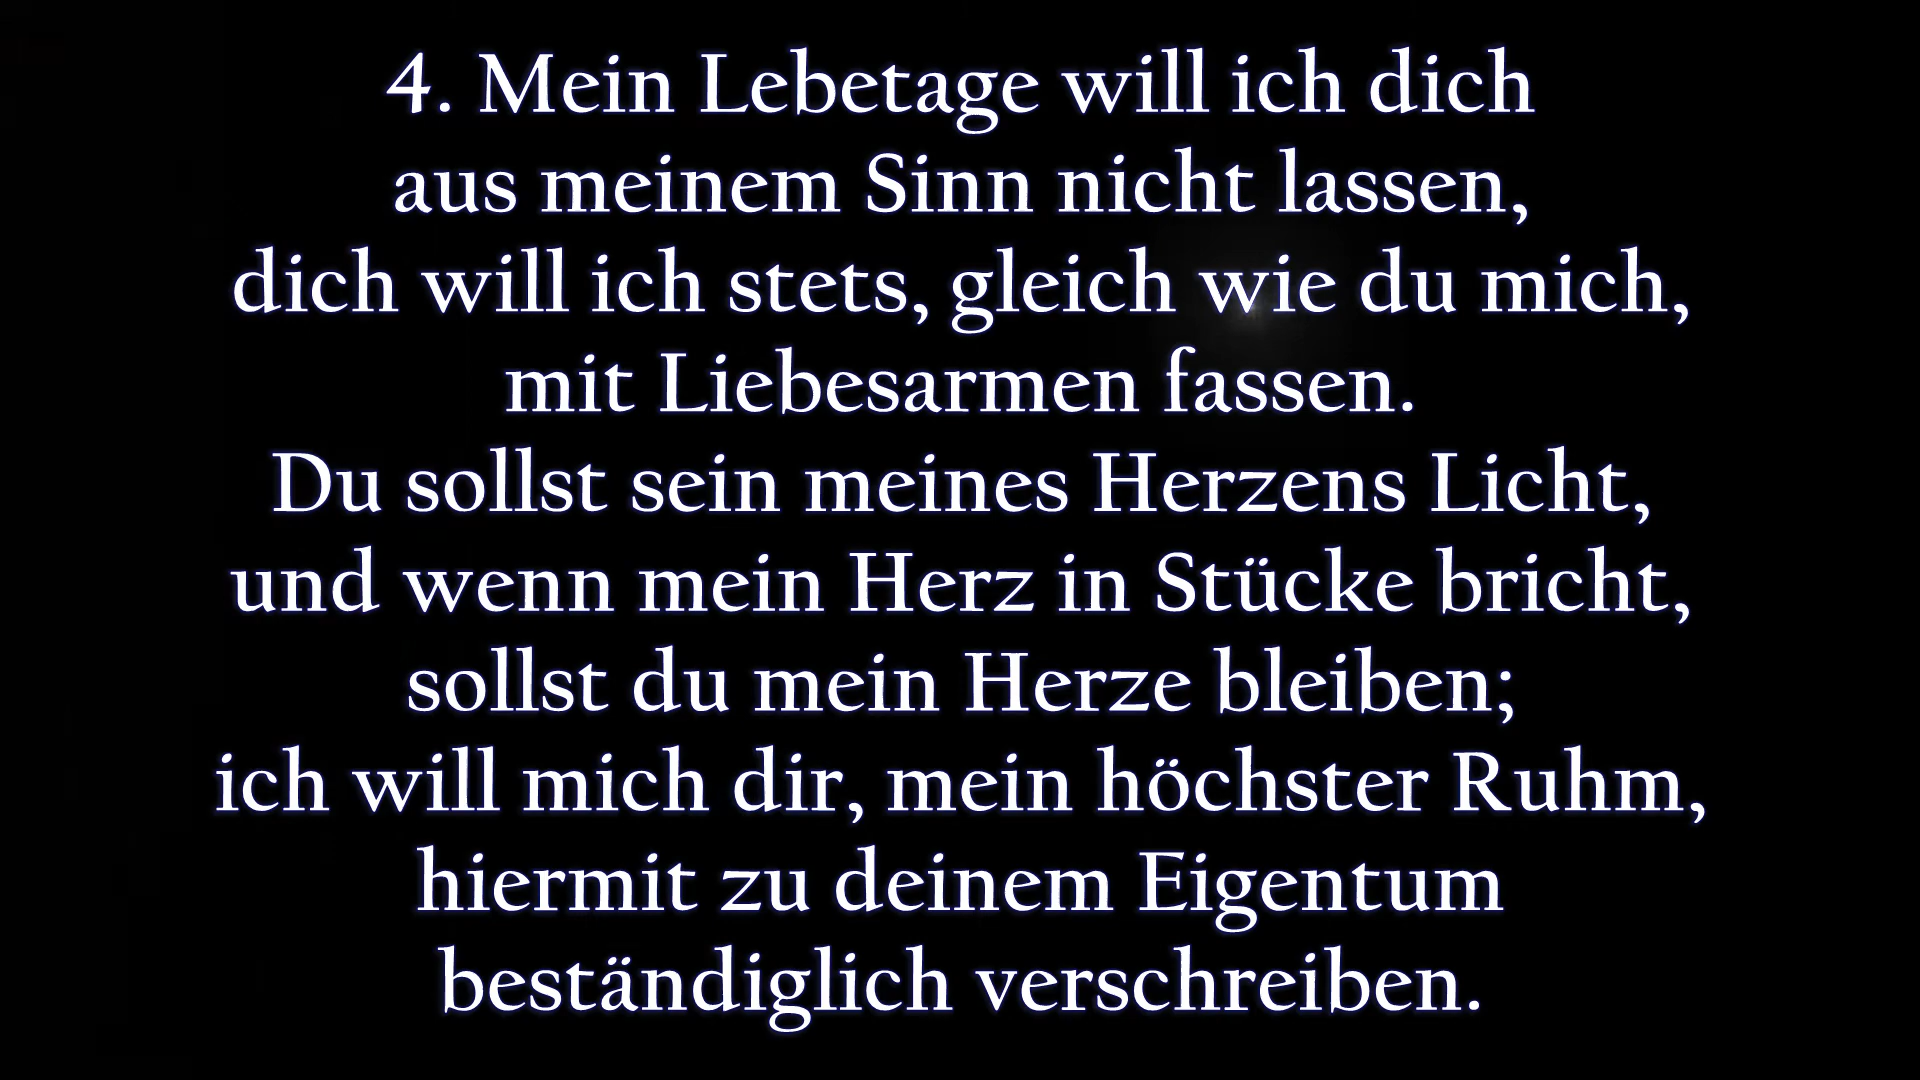 4. Mein Lebetage will ich dich
aus meinem Sinn nicht lassen,
dich will ich stets, gleich wie du mich,
mit Liebesarmen fassen.
Du sollst sein meines Herzens Licht,
und wenn mein Herz in Stücke bricht,
sollst du mein Herze bleiben;
ich will mich dir, mein höchster Ruhm,
hiermit zu deinem Eigentum
beständiglich verschreiben.